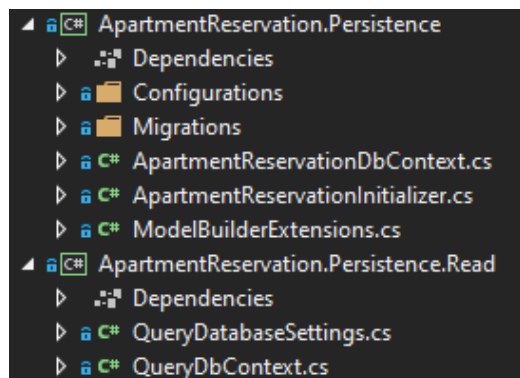 C# ApartmentReservation.Persistence
Dependencies
Configurations
Migrations
C# ApartmentReservationDbContext.cs
C# ApartmentReservationInitializer.cs
C# ModelBuilderExtensions.cs
C# ApartmentReservation.Persistence.Read
Dependencies
C# QueryDatabaseSettings.cs
C# QueryDbContext.cs